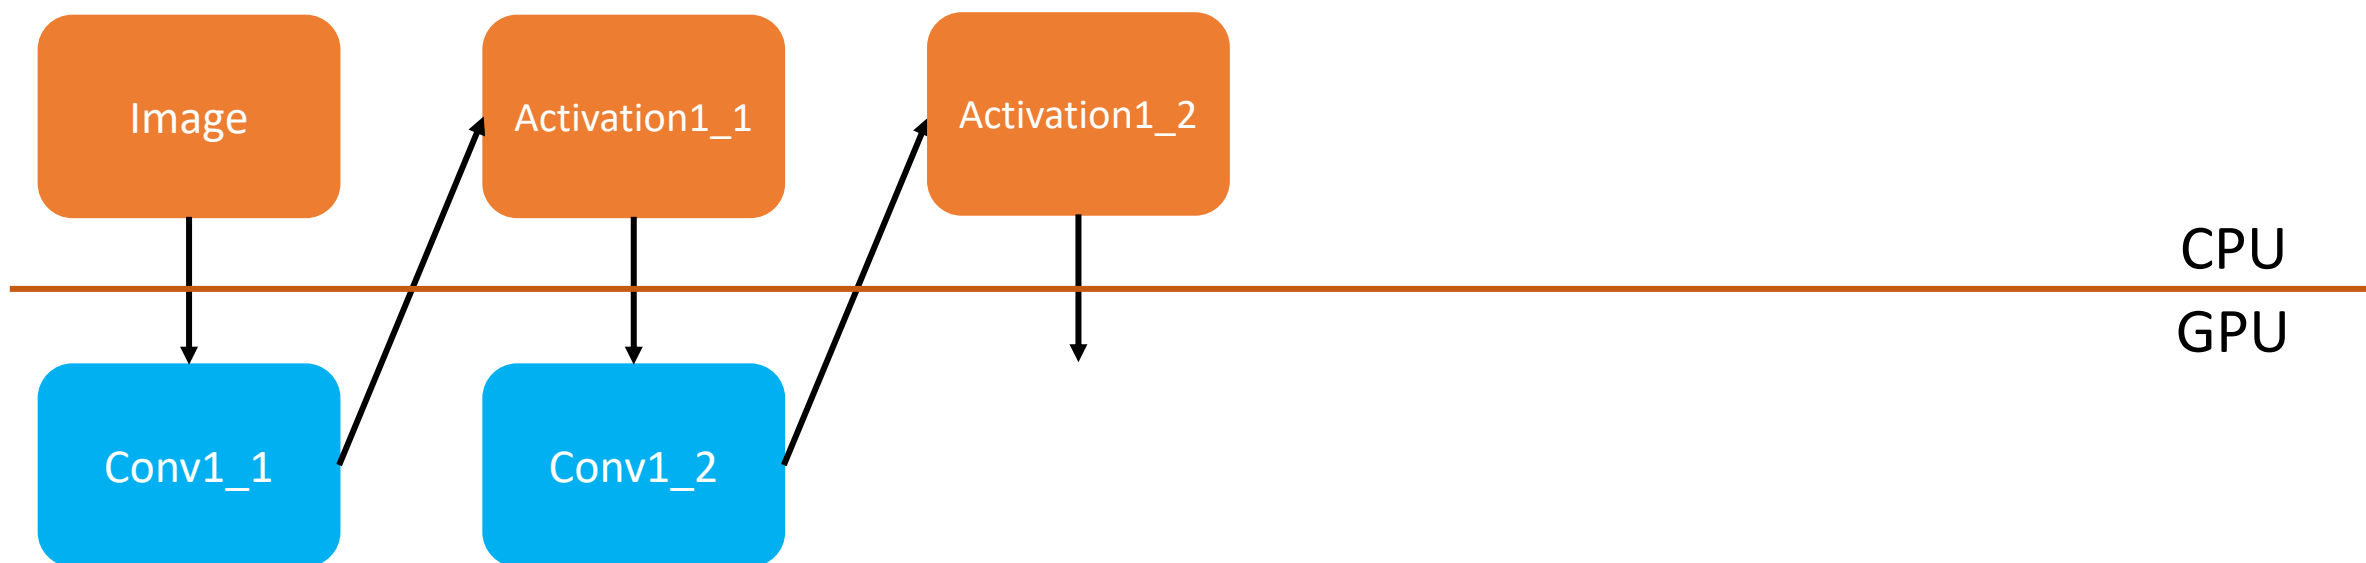 Image
Activation1_1
Activation1_2
CPU
GPU
Conv1_1
Conv1_2